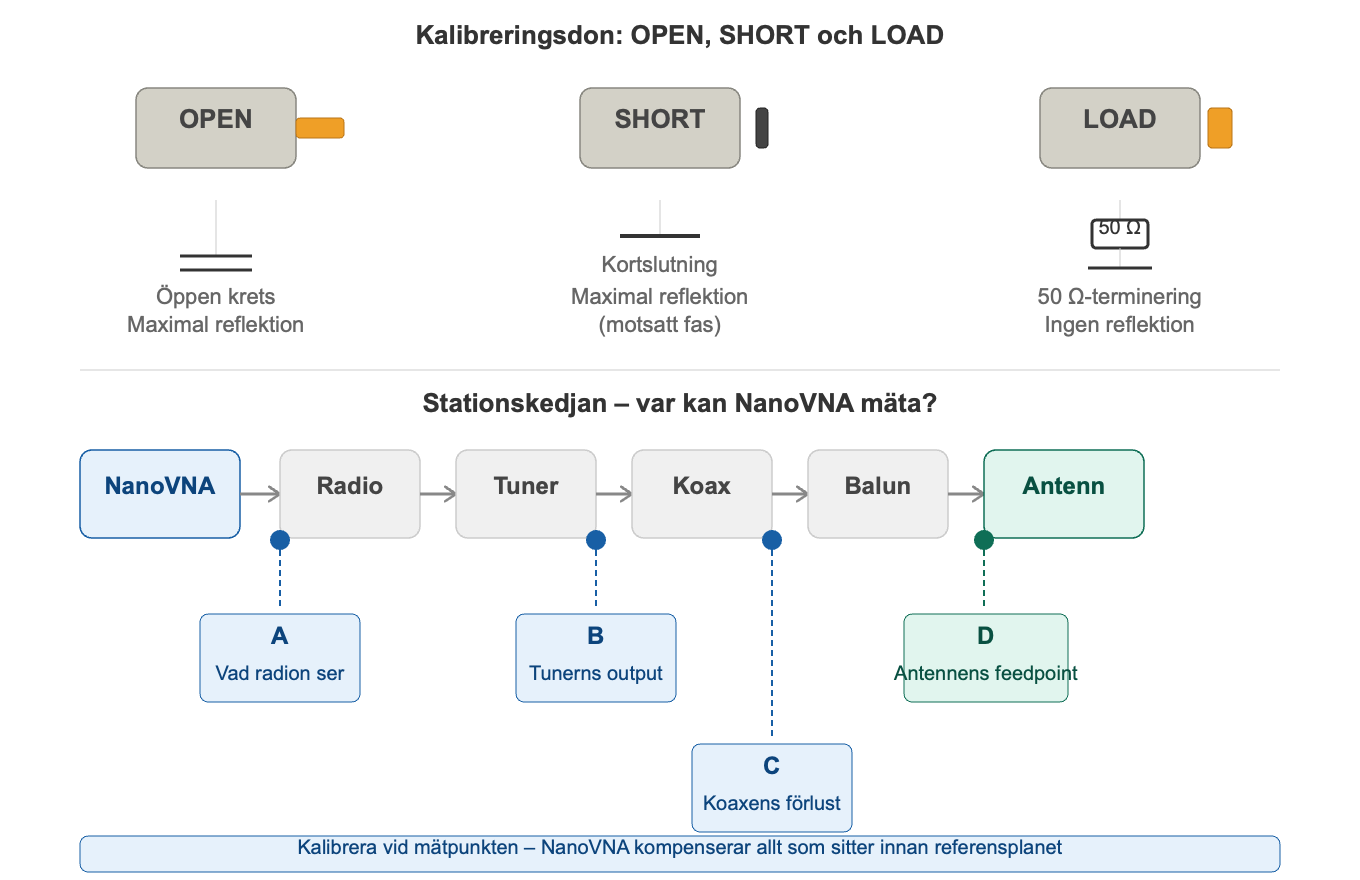 Kalibreringsdon: OPEN, SHORT och LOAD
OPEN
SHORT
LOAD
50 Ω
Kortslutning
Öppen krets
Maximal reflektion
50 Ω-terminering
Maximal reflektion
(motsatt fas)
Ingen reflektion
Stationskedjan – var kan NanoVNA mäta?
NanoVNA
Radio
Tuner
Koax
Balun
Antenn
A
Vad radion ser
B
Tunerns output
D
Antennens feedpoint
C
Koaxens förlust
Kalibrera vid mätpunkten – NanoVNA kompenserar allt som sitter innan referensplanet